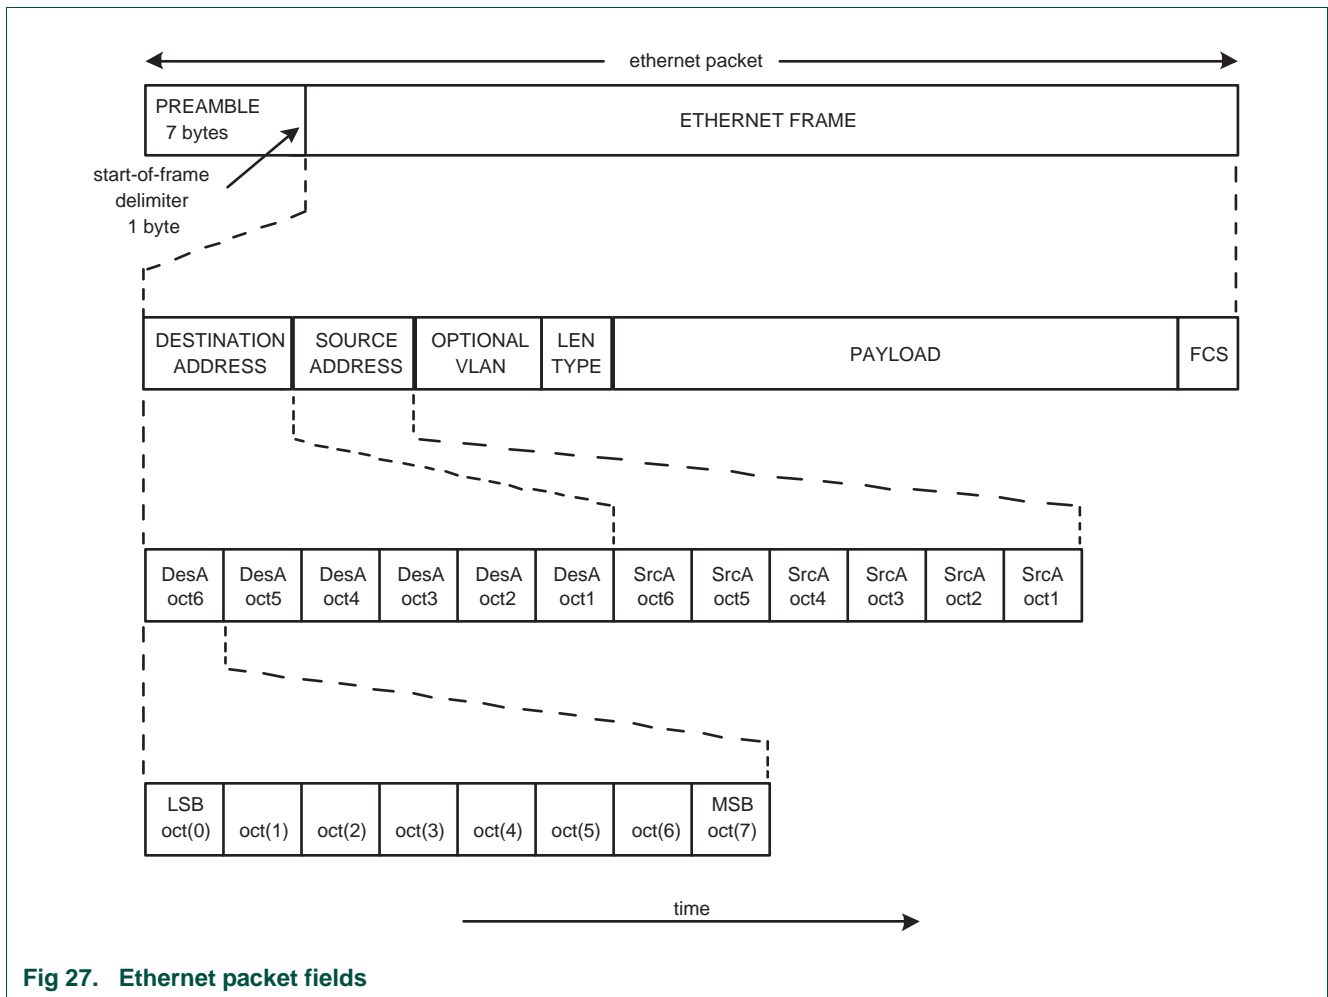 ethernet packet
PREAMBLE
7 bytes
ETHERNET FRAME
start-of-frame
delimiter
1 byte
DESTINATION
ADDRESS
SOURCE
ADDRESS
OPTIONAL
VLAN
LEN
TYPE
PAYLOAD
FCS
DesA
oct6
DesA
oct5
DesA
oct4
DesA
oct3
DesA
oct2
DesA
oct1
SrcA
oct6
SrcA
oct5
SrcA
oct4
SrcA
oct3
SrcA
oct2
SrcA
oct1
LSB
oct(0)
oct(1)
oct(2)
oct(3)
oct(4)
oct(5)
oct(6)
MSB
oct(7)
time
Fig 27. Ethernet packet fields